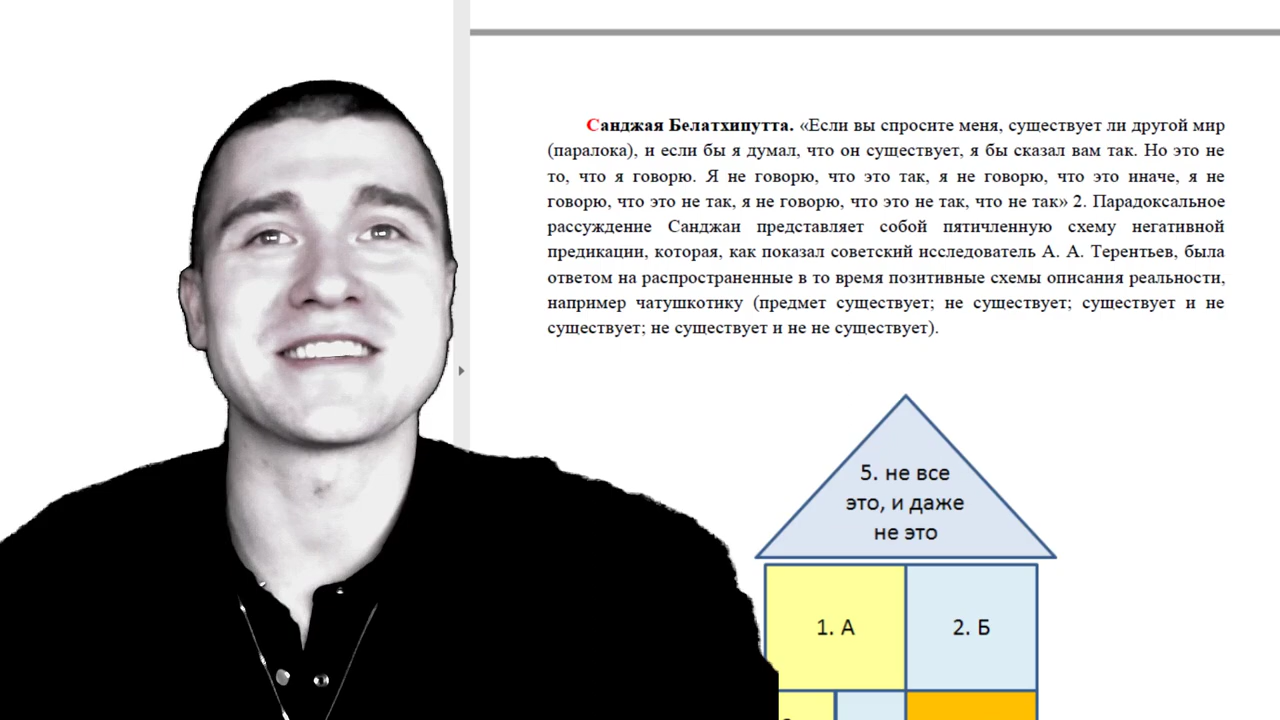 Санджая Белатхипутта. «Если вы спросите меня, существует ли другой мир
(паралока), и если бы я думал, что он существует, я бы сказал вам так. Но это не
то, что я говорю. Я не говорю, что это так, я не говорю, что это иначе, я не
говорю, что это не так, я не говорю, что это не так, что не так» 2. Парадоксальное
рассуждение Санджаи представляет собой пятичленную схему негативной
предикации, которая, как показал советский исследователь А. А. Терентьев, была
ответом на распространенные в то время позитивные схемы описания реальности,
например чатушкотику (предмет существует; не существует; существует и не
существует; не существует и не не существует).
5. не все
это, и даже
не это
1. А
2. Б